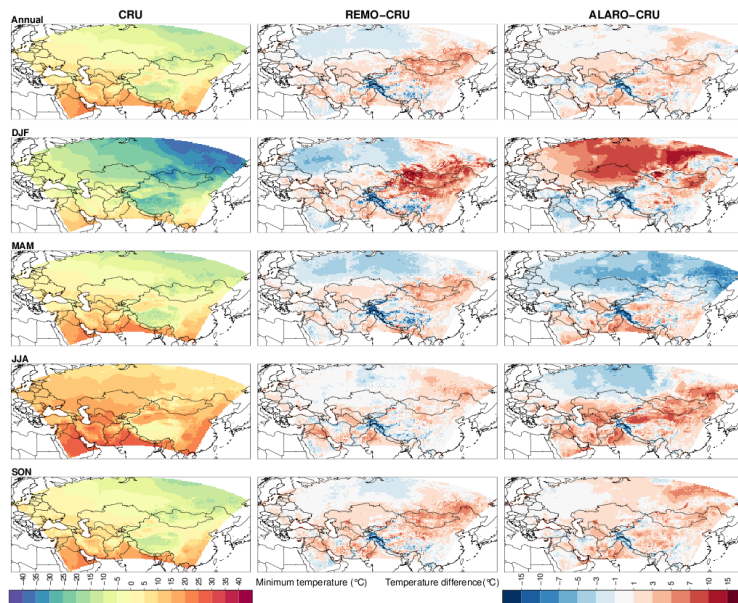 CRU REMO−CRU ALARO−CRU
Annual
DJF
MAM
JJA
SON
Minimum temperature (°C) Temperature difference(°C)
−40 −35 −30 −25 −20 −15 −10 −5 0 5 10 15 20 25 30 35 40
−15 −10 −7 −5 −3 −1 1 3 5 7 10 15